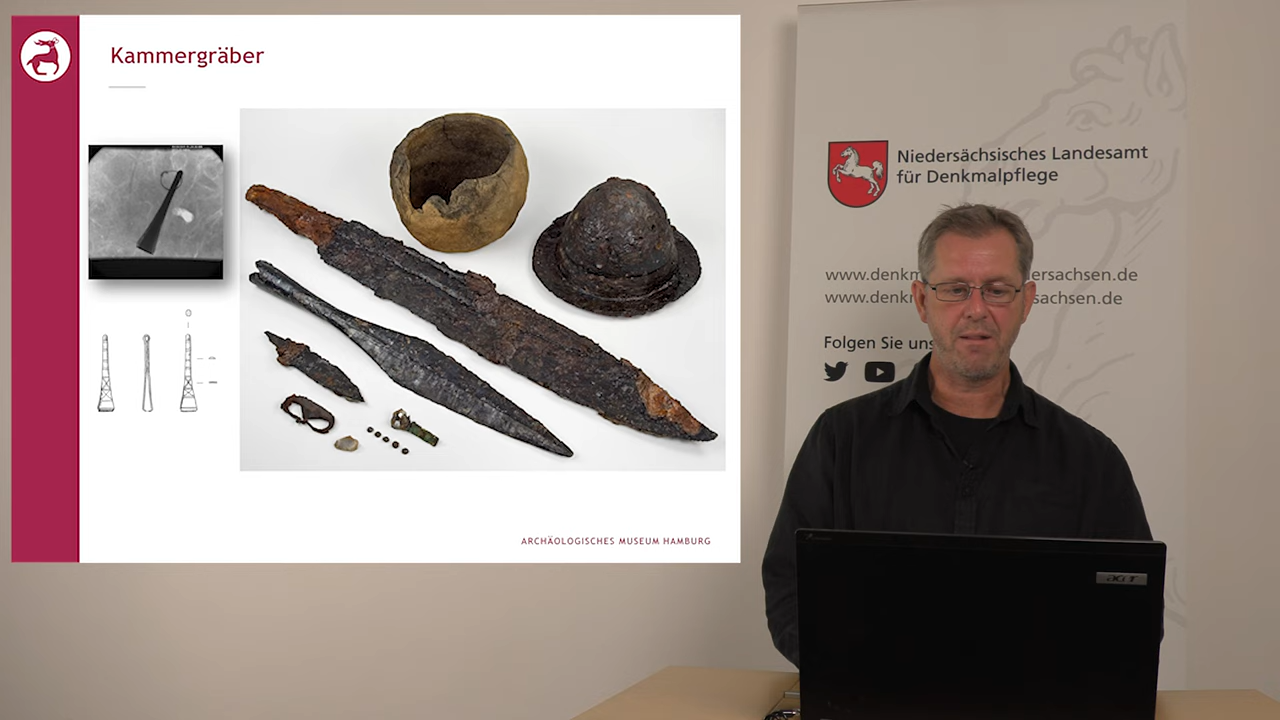 Kammergräber
ARCHÄOLOGISCHES MUSEUM HAMBURG
Niedersächsisches Landesamt
für Denkmalpflege
www.denkm ersachsen.de
www.denkm sachsen.de
Folgen Sie uns
acer